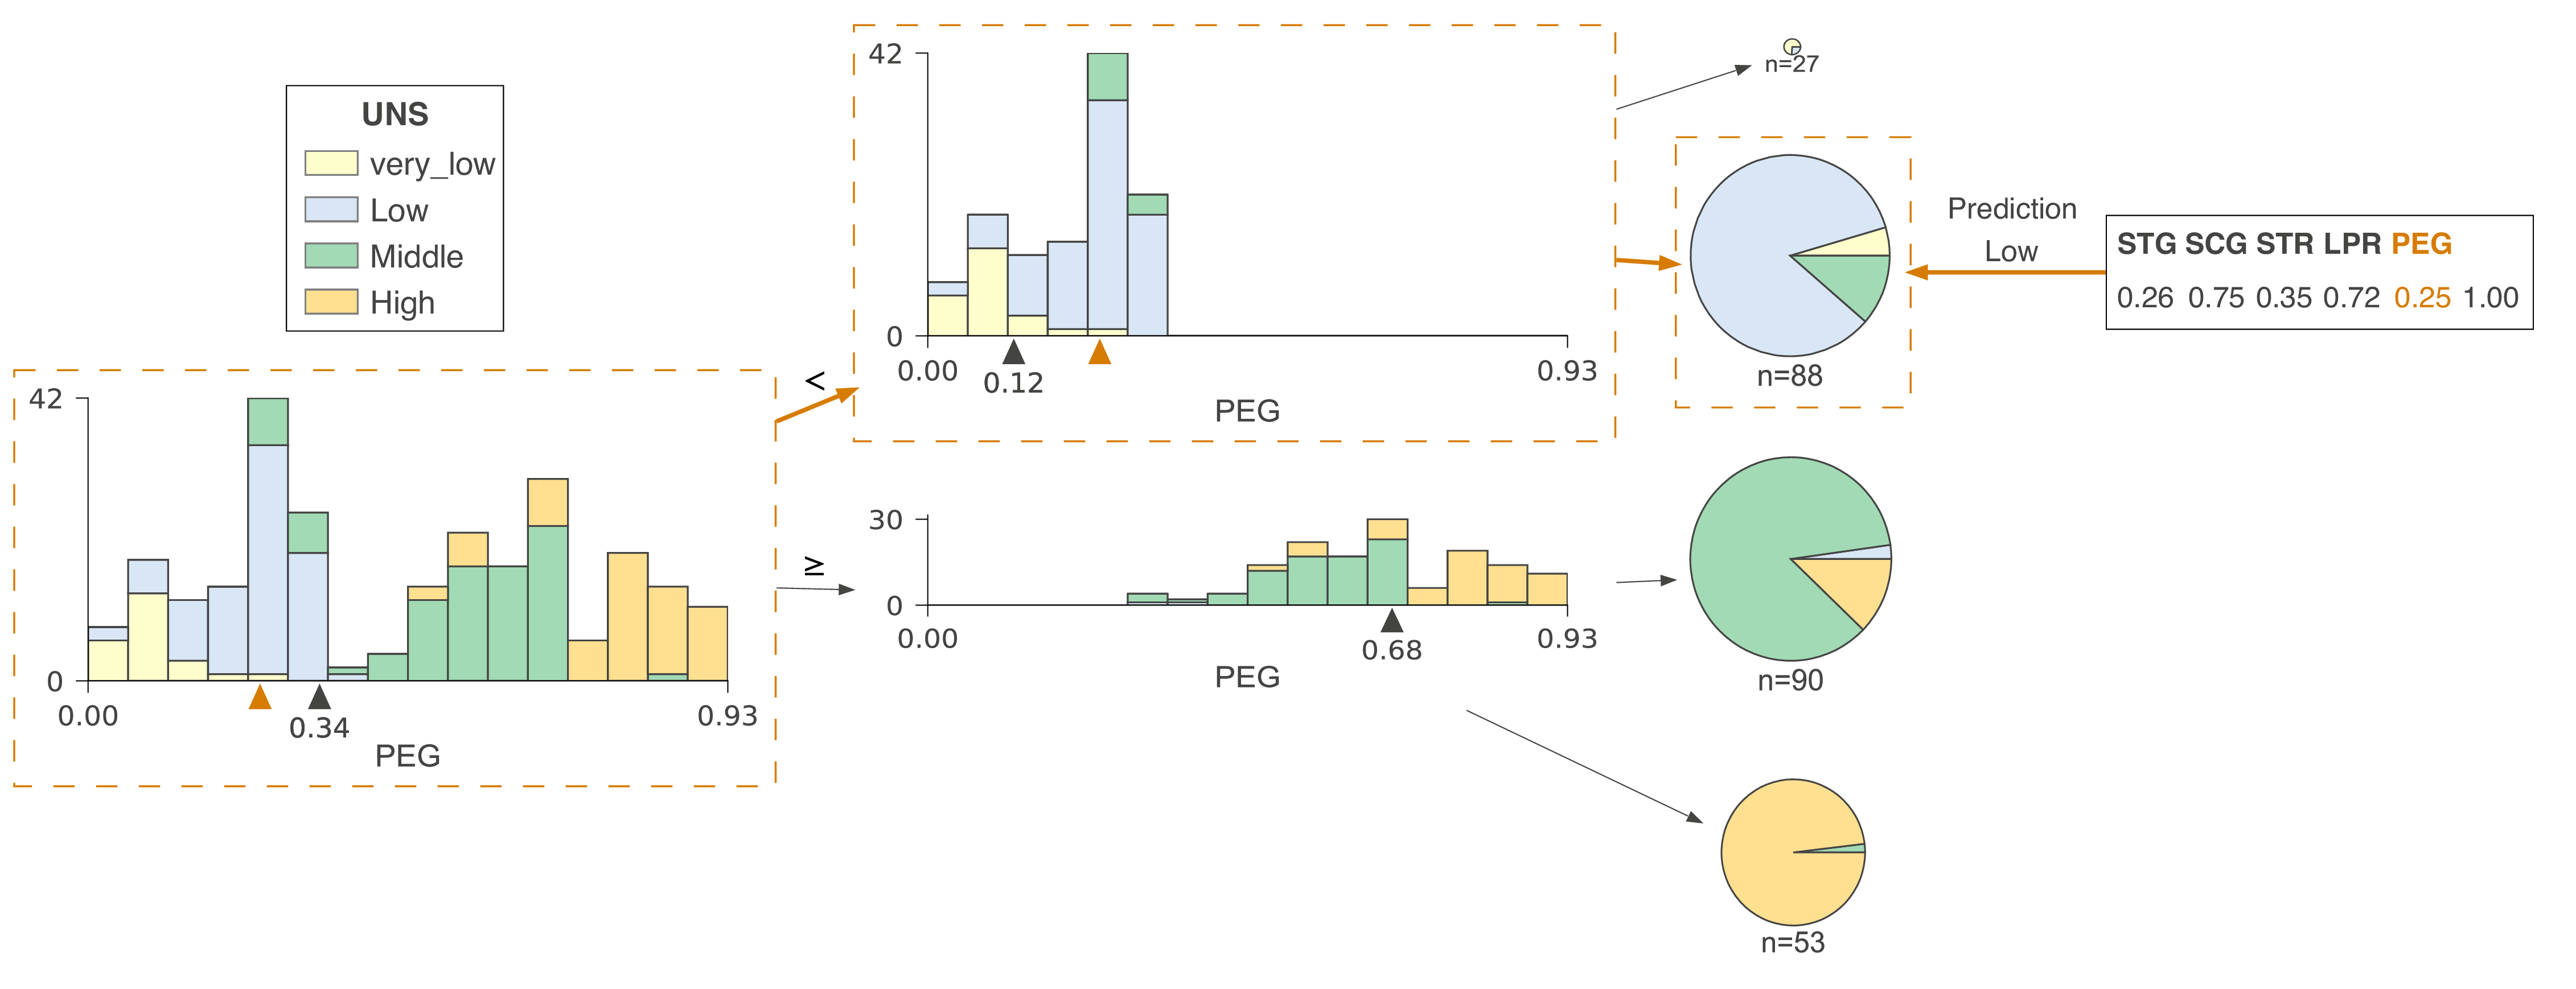 UNS
very_low
Low
Middle
High
42
0
0.00
0.34
0.93
PEG
<
≥
42
0
0.00
0.12
0.93
PEG
30
0
0.00
0.68
0.93
PEG
n=27
n=88
n=90
n=53
Prediction
Low
STG SCG STR LPR PEG
0.26 0.75 0.35 0.72 0.25 1.00